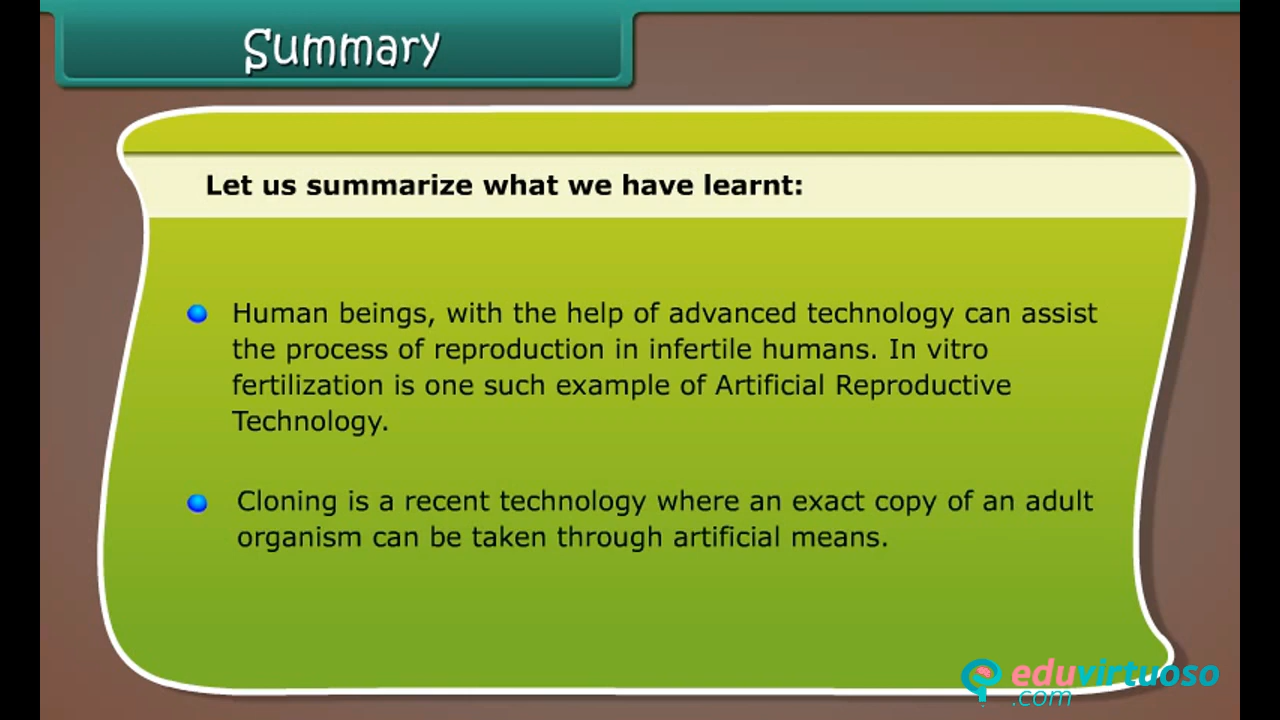 Summary
Let us summarize what we have learnt:
Human beings, with the help of advanced technology can assist
the process of reproduction in infertile humans. In vitro
fertilization is one such example of Artificial Reproductive
Technology.
Cloning is a recent technology where an exact copy of an adult
organism can be taken through artificial means.
eduvirtuoso
.com